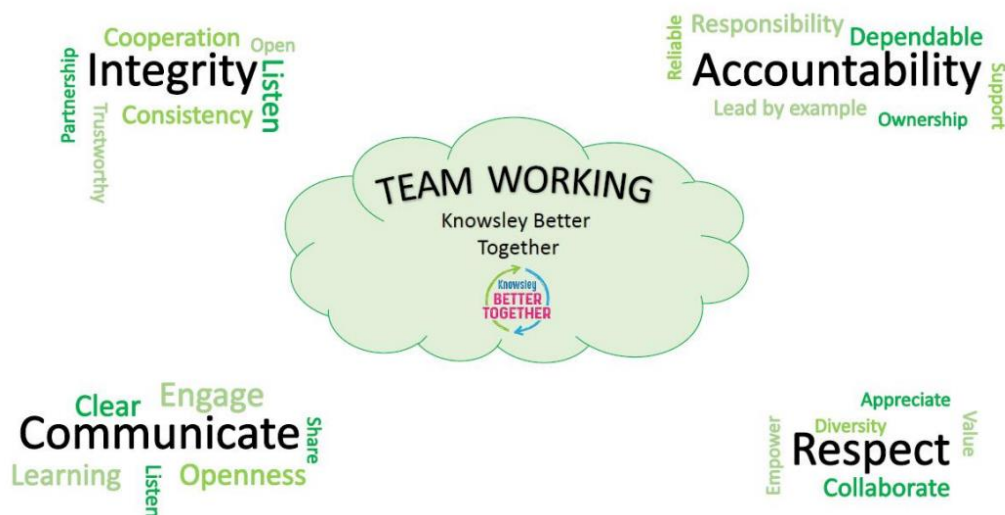 Cooperation
Open
Integrity
Listen
Partnership
Consistency
Trustworthy
Responsibility
Reliable
Dependable
Accountability
Support
Lead by example
Ownership
TEAM WORKING
Knowsley Better
Together
Knowsley
BETTER
TOGETHER
Engage
Clear
Communicate
Share
Learning
Listen
Openness
Appreciate
Value
Diversity
Empower
Respect
Collaborate